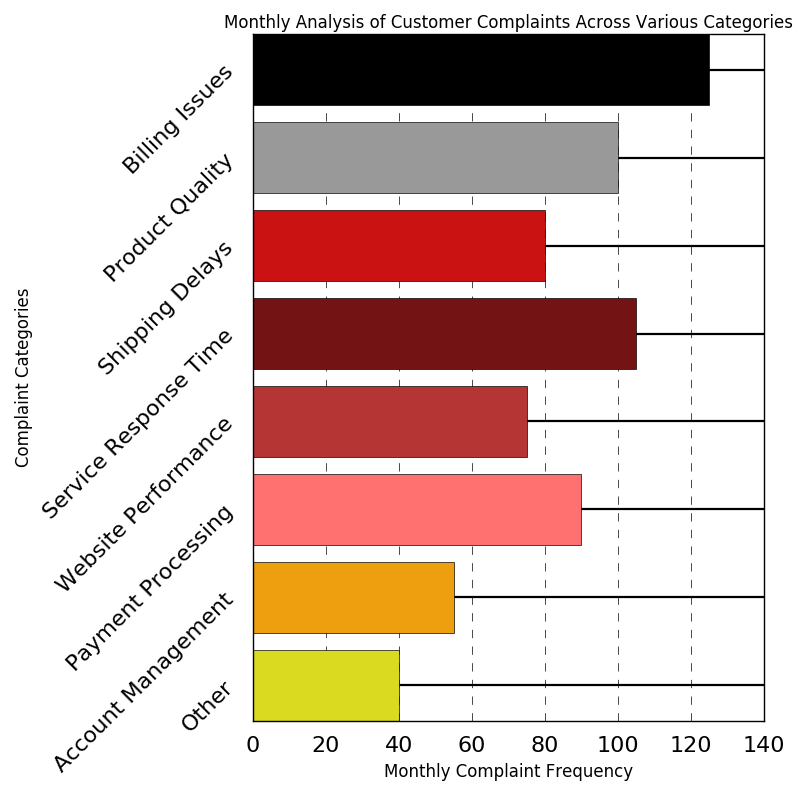 Monthly Analysis of Customer Complaints Across Various Categories
Complaint Categories
Billing Issues
Product Quality
Shipping Delays
Service Response Time
Website Performance
Payment Processing
Account Management
Other
0 20 40 60 80 100 120 140
Monthly Complaint Frequency